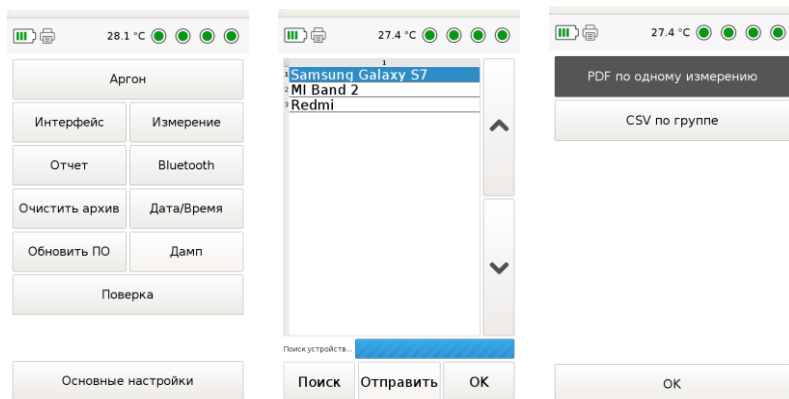 28.1 °C
Аргон
Интерфейс Измерение
Отчет Bluetooth
Очистить архив Дата/Время
Обновить ПО Дамп
Поверка
Основные настройки
27.4 °C
1
1 Samsung Galaxy S7
2 MI Band 2
3 Redmi
Поиск устройств...
Поиск Отправить OK
27.4 °C
PDF по одному измерению
CSV по группе
OK